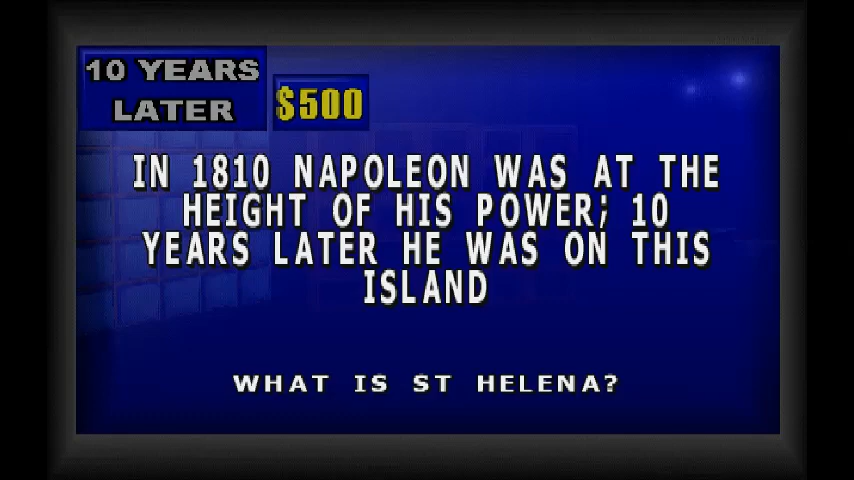 10 YEARS
LATER
$500
IN 1810 NAPOLEON WAS AT THE
HEIGHT OF HIS POWER; 10
YEARS LATER HE WAS ON THIS
ISLAND
WHAT IS ST HELENA?